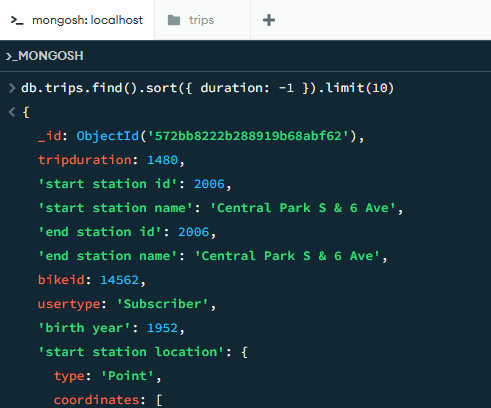 >_ mongosh: localhost
trips
+
>_MONGOSH
> db.trips.find().sort({ duration: -1 }).limit(10)
< {
_id: ObjectId('572bb8222b288919b68abf62'),
tripduration: 1480,
'start station id': 2006,
'start station name': 'Central Park S & 6 Ave',
'end station id': 2006,
'end station name': 'Central Park S & 6 Ave',
bikeid: 14562,
usertype: 'Subscriber',
'birth year': 1952,
'start station location': {
type: 'Point',
coordinates: [